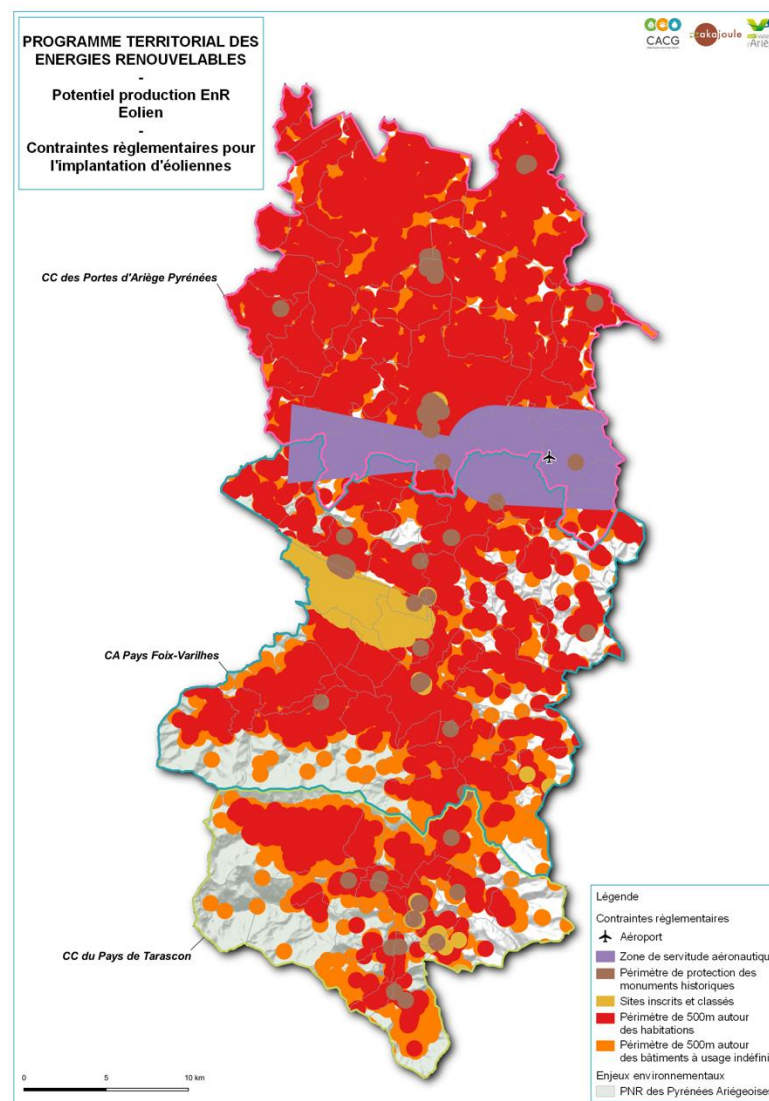 PROGRAMME TERRITORIAL DES
ENERGIES RENOUVELABLES
-
Potentiel production EnR
Eolien
-
Contraintes règlementaires pour
l'implantation d'éoliennes
CACG
akajoule
CC des Portes d'Ariège Pyrénées
CA Pays Foix-Varilhes
CC du Pays de Tarascon
Légende
Contraintes règlementaires
Aéroport
Zone de servitude aéronautiqu
Périmètre de protection des
monuments historiques
Sites inscrits et classés
Périmètre de 500m autour
des habitations
Périmètre de 500m autour
des bâtiments à usage indéfini
Enjeux environnementaux
PNR des Pyrénées Ariégeoises
0 5 10 km